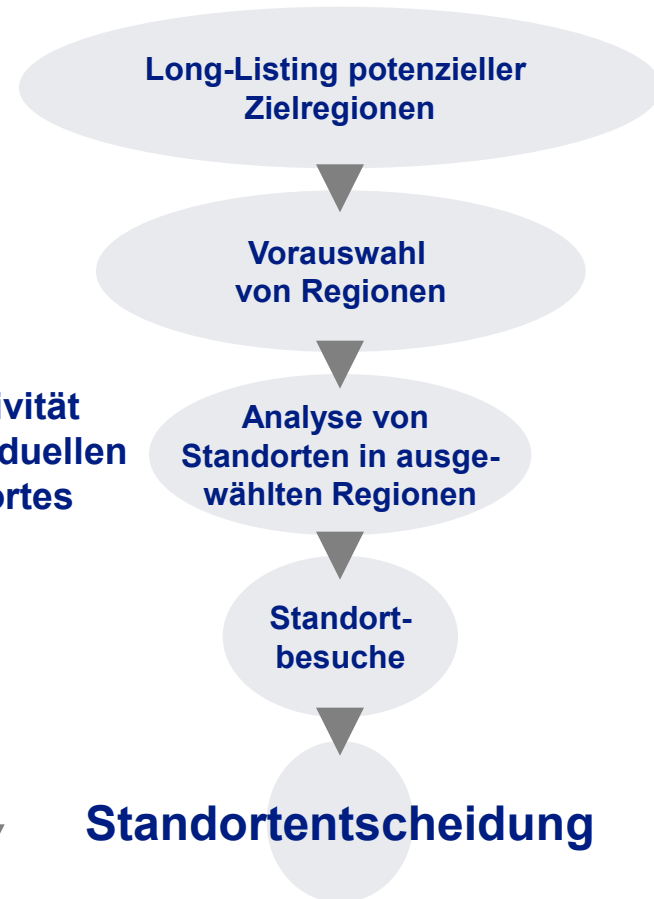 Long-Listing potenzieller
Zielregionen
Vorauswahl
von Regionen
Analyse von
Standorten in ausge-
wählten Regionen
Standort-
besuche
Standortentscheidung